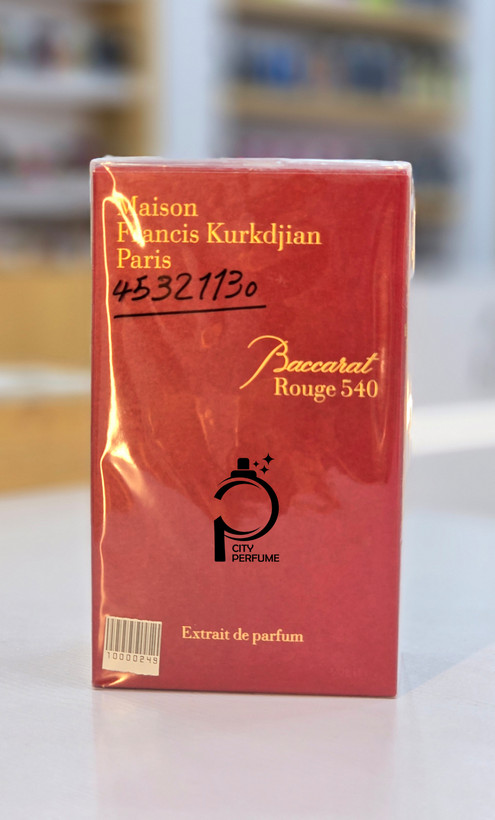 Maison
Francis Kurkdjian
Paris
45321130
Baccarat
Rouge 540
CITY
PERFUME
Extrait de parfum
10000249